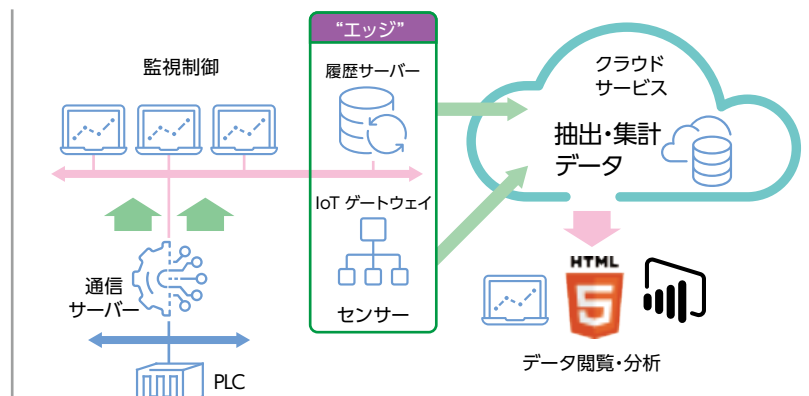 “エッジ”
監視制御
履歴サーバー
クラウド
サービス
抽出・集計
データ
IoT ゲートウェイ
センサー
通信
サーバー
PLC
HTML
5
データ閲覧・分析